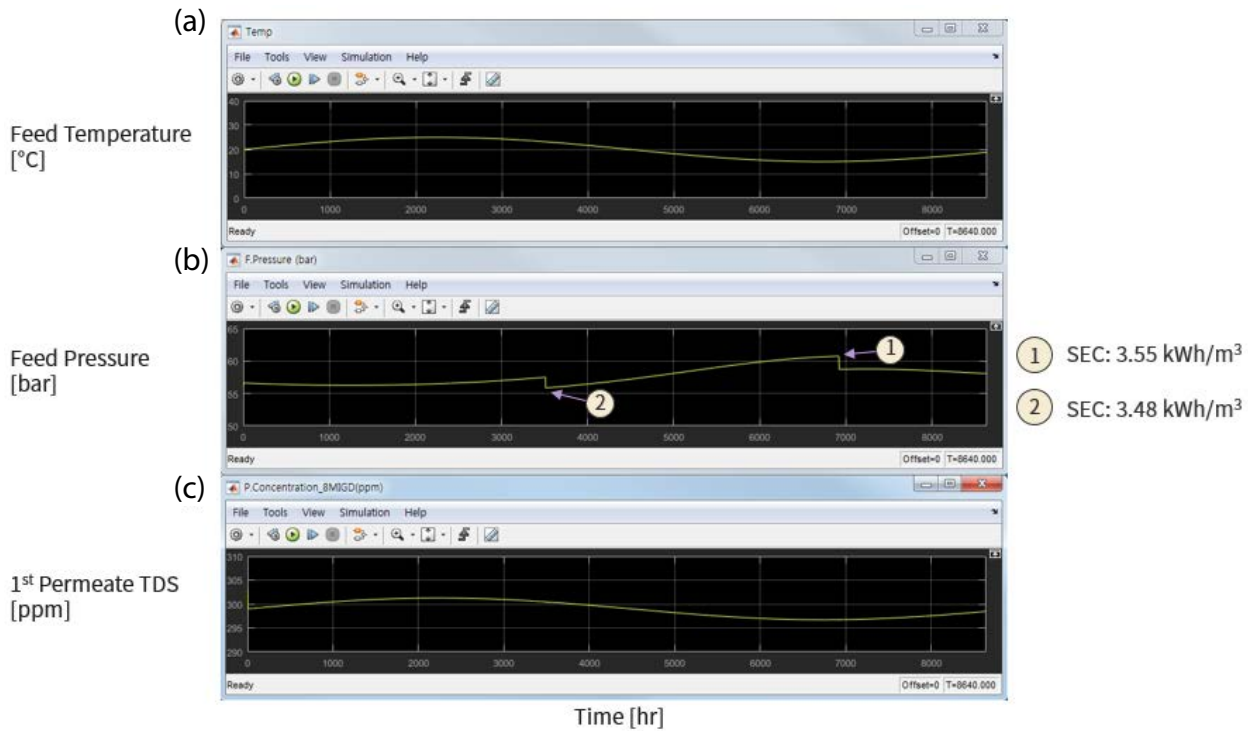 (a)
Temp
File Tools View Simulation Help
Feed Temperature
[°C]
40
30
20
10
0
0 1000 2000 3000 4000 5000 6000 7000 8000
Ready
Offset=0 T=8640.000
(b)
F.Pressure (bar)
File Tools View Simulation Help
Feed Pressure
[bar]
65
60
55
50
1
2
0 1000 2000 3000 4000 5000 6000 7000 8000
Ready
Offset=0 T=8640.000
1 SEC: 3.55 kWh/m³
2 SEC: 3.48 kWh/m³
(c)
P.Concentration_8MIGD(ppm)
File Tools View Simulation Help
1st Permeate TDS
[ppm]
310
305
300
295
290
0 1000 2000 3000 4000 5000 6000 7000 8000
Ready
Offset=0 T=8640.000
Time [hr]